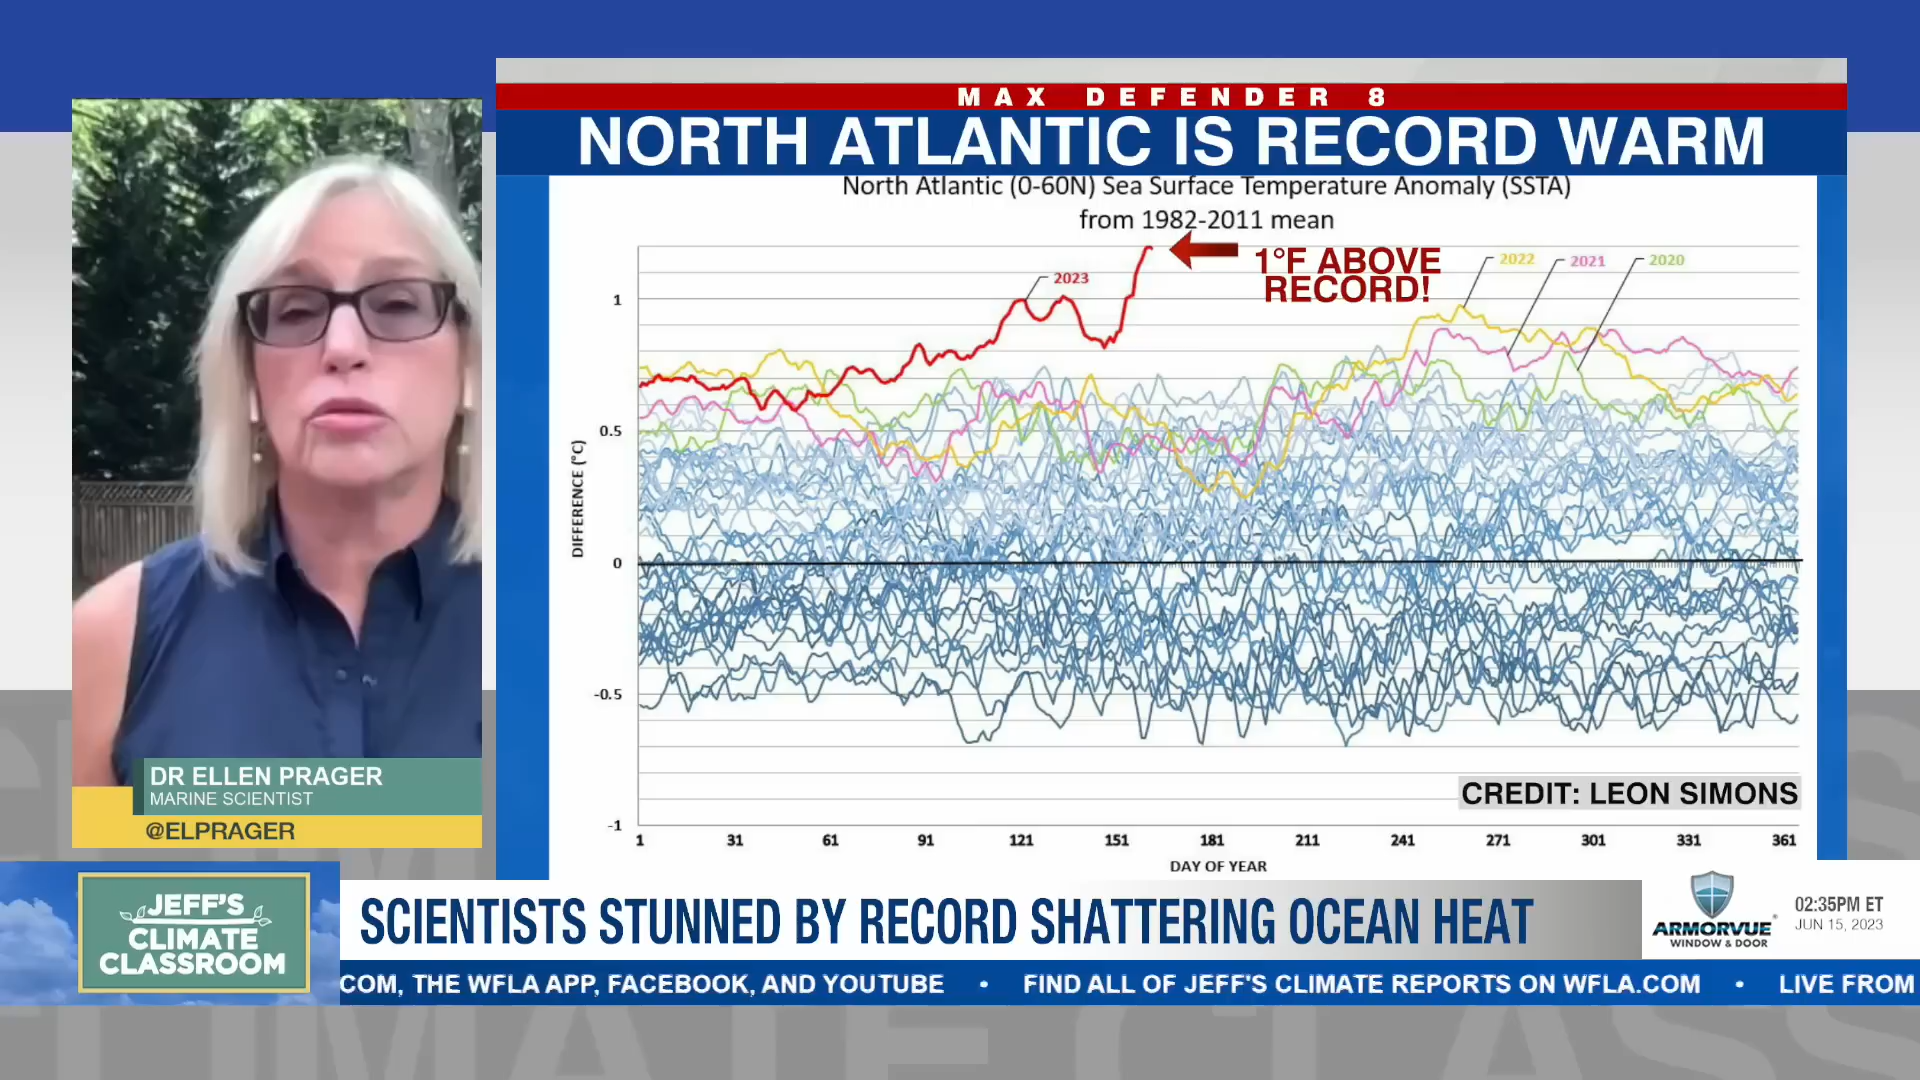 MAX DEFENDER 8
NORTH ATLANTIC IS RECORD WARM
North Atlantic (0-60N) Sea Surface Temperature Anomaly (SSTA)
from 1982-2011 mean
1°F ABOVE
RECORD!
2023
2022
2021
2020
DIFFERENCE (°C)
1
0.5
0
-0.5
-1
1 31 61 91 121 151 181 211 241 271 301 331 361
DAY OF YEAR
CREDIT: LEON SIMONS
DR ELLEN PRAGER
MARINE SCIENTIST
@ELPRAGER
JEFF'S
CLIMATE
CLASSROOM
SCIENTISTS STUNNED BY RECORD SHATTERING OCEAN HEAT
ARMORVUE
WINDOW & DOOR
02:35PM ET
JUN 15, 2023
COM, THE WFLA APP, FACEBOOK, AND YOUTUBE • FIND ALL OF JEFF'S CLIMATE REPORTS ON WFLA.COM • LIVE FROM